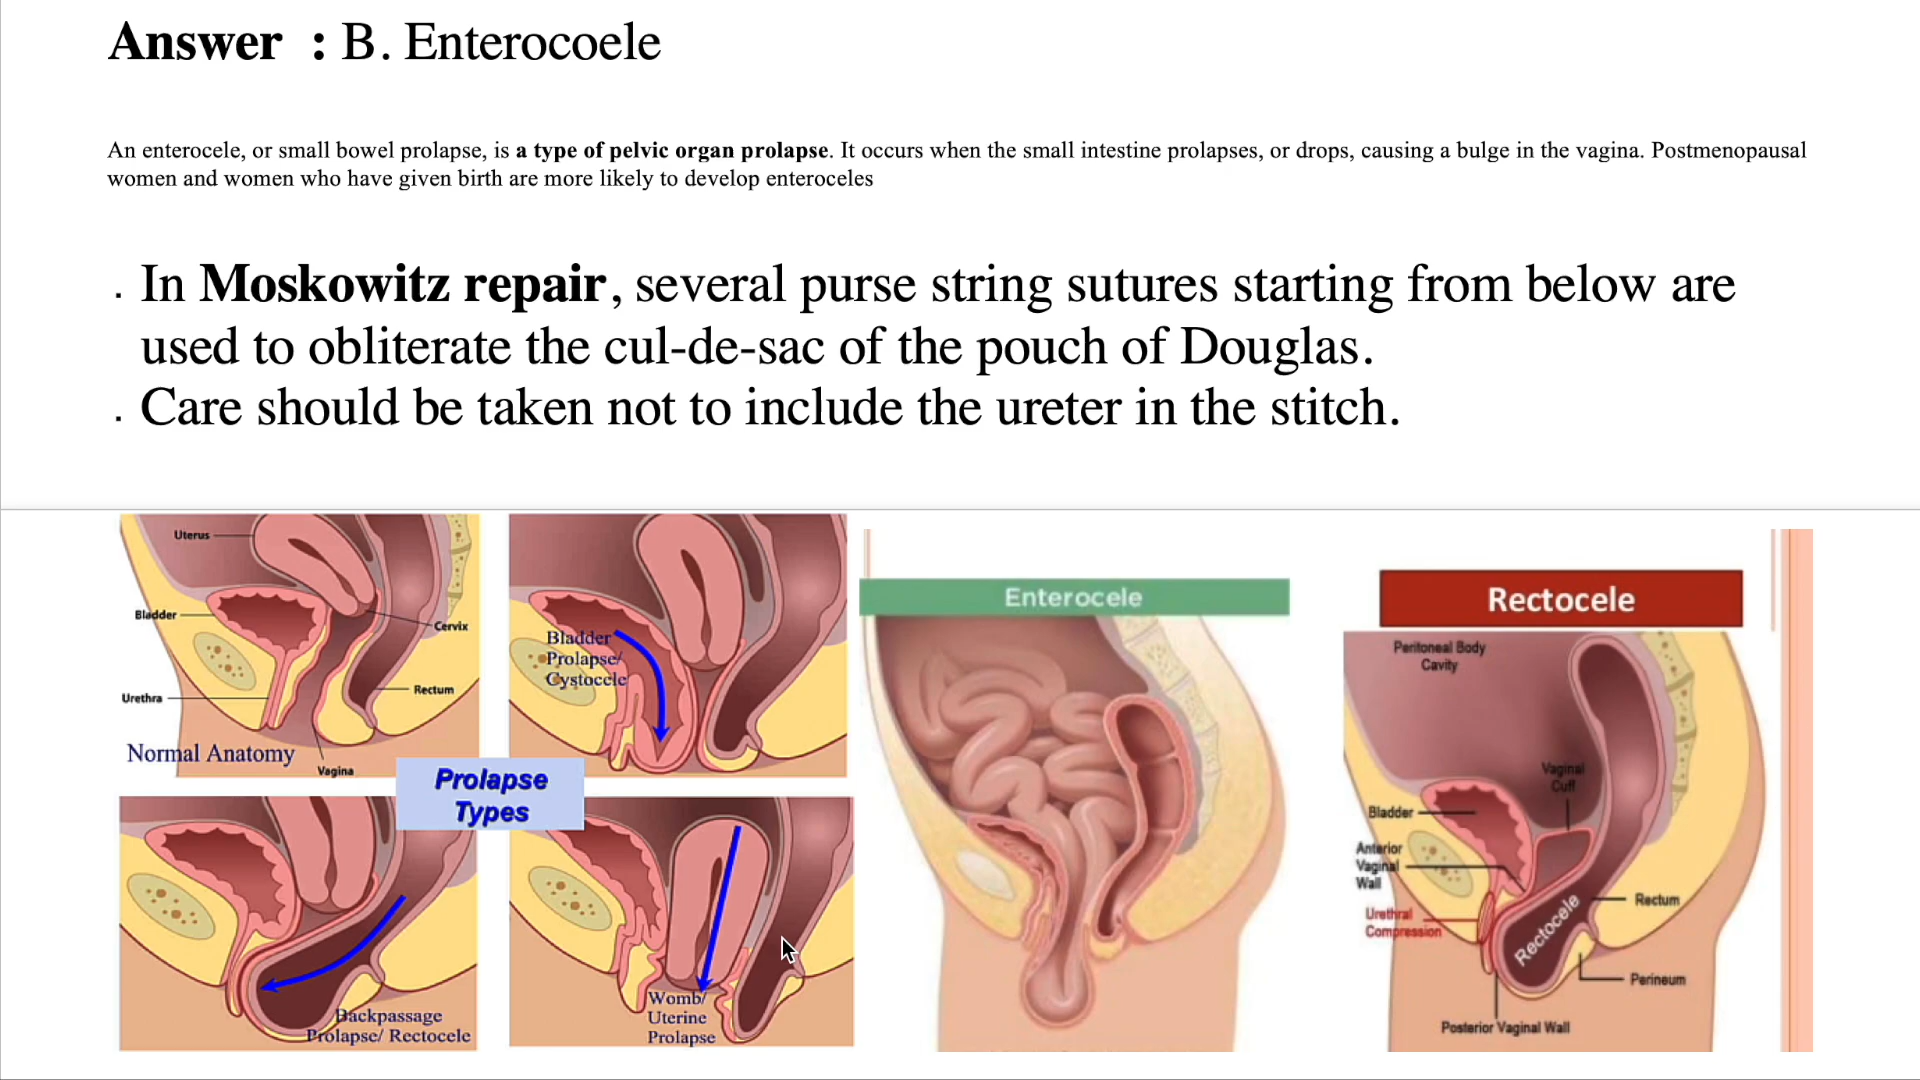 Answer : B. Enterocoele
An enterocele, or small bowel prolapse, is a type of pelvic organ prolapse. It occurs when the small intestine prolapses, or drops, causing a bulge in the vagina. Postmenopausal
women and women who have given birth are more likely to develop enteroceles
. In Moskowitz repair, several purse string sutures starting from below are
used to obliterate the cul-de-sac of the pouch of Douglas.
. Care should be taken not to include the ureter in the stitch.
Uterus
Bladder
Cervix
Urethra
Rectum
Normal Anatomy
Vagina
Bladder
Prolapse/
Cystocele
Prolapse
Types
Backpassage
Prolapse/ Rectocele
Womb/
Uterine
Prolapse
Enterocele
Rectocele
Peritoneal Body
Cavity
Vaginal
Cuff
Bladder
Anterior
Vaginal
Wall
Urethral
Compression
Rectocele
Rectum
Perineum
Posterior Vaginal Wall